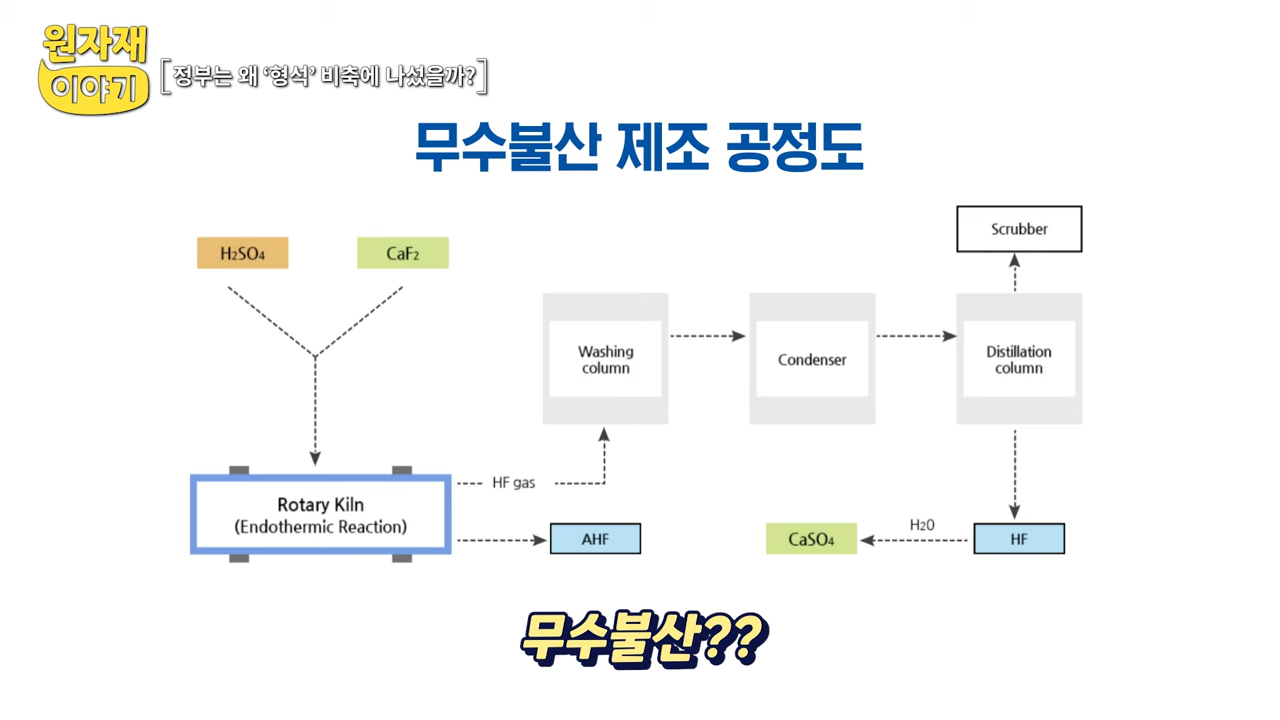 원자재
이야기
[정부는 왜 ‘형석’ 비축에 나섰을까?]
무수불산 제조 공정도
H2SO4
CaF2
Scrubber
Washing
column
Condenser
Distillation
column
HF gas
Rotary Kiln
(Endothermic Reaction)
AHF
CaSO4
H2O
HF
무수불산??